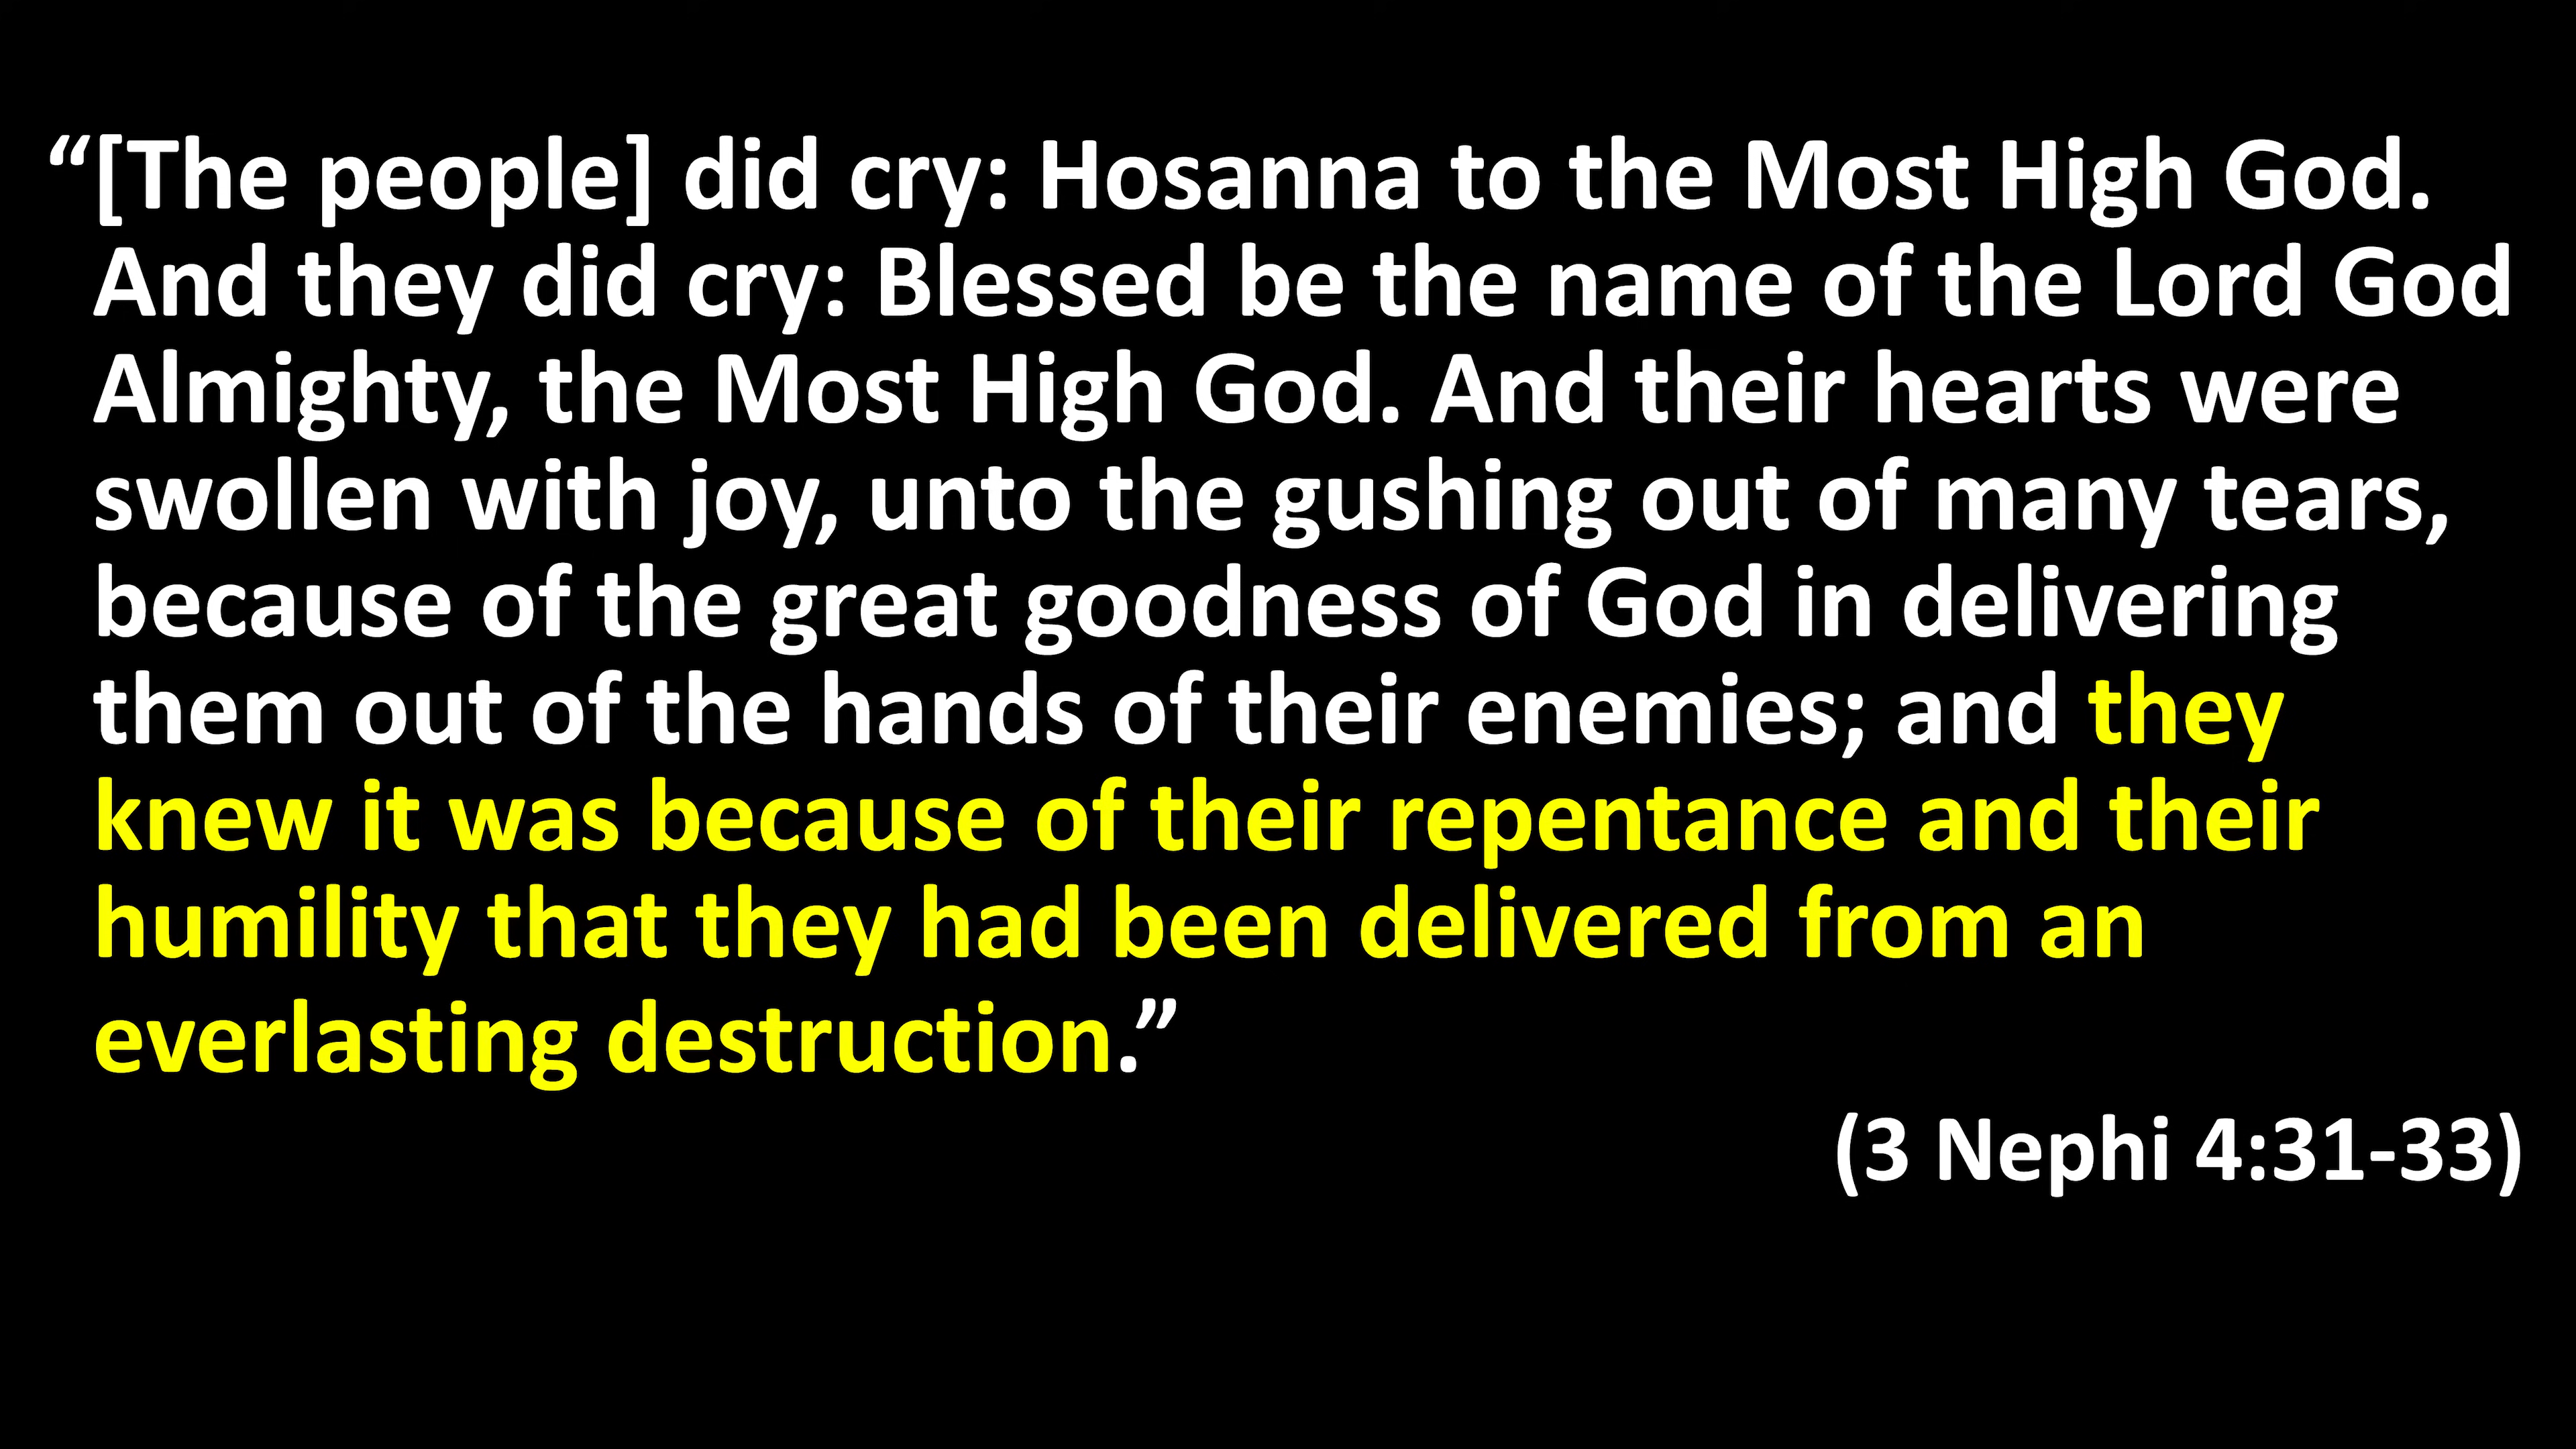 “[The people] did cry: Hosanna to the Most High God.
And they did cry: Blessed be the name of the Lord God
Almighty, the Most High God. And their hearts were
swollen with joy, unto the gushing out of many tears,
because of the great goodness of God in delivering
them out of the hands of their enemies; and they
knew it was because of their repentance and their
humility that they had been delivered from an
everlasting destruction.”
(3 Nephi 4:31-33)